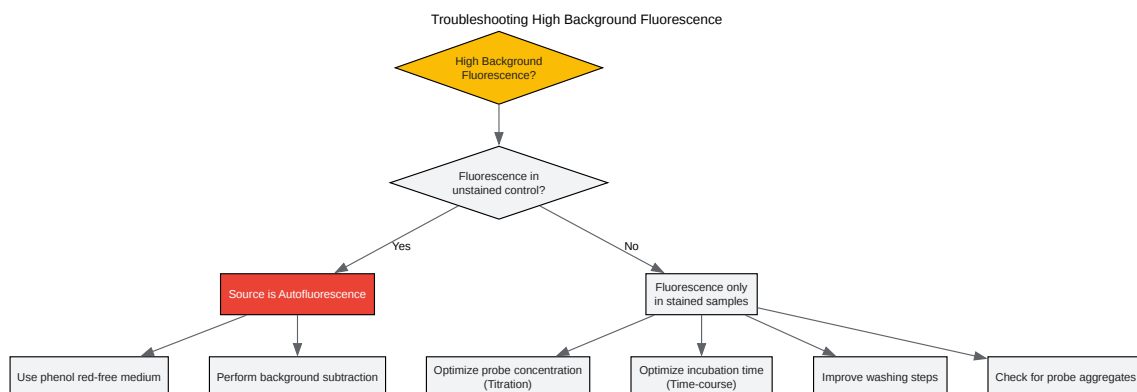 Troubleshooting High Background Fluorescence
High Background
Fluorescence?
Fluorescence in
unstained control?
Yes
No
Source is Autofluorescence
Fluorescence only
in stained samples
Use phenol red-free medium
Perform background subtraction
Optimize probe concentration
(Titration)
Optimize incubation time
(Time-course)
Improve washing steps
Check for probe aggregates